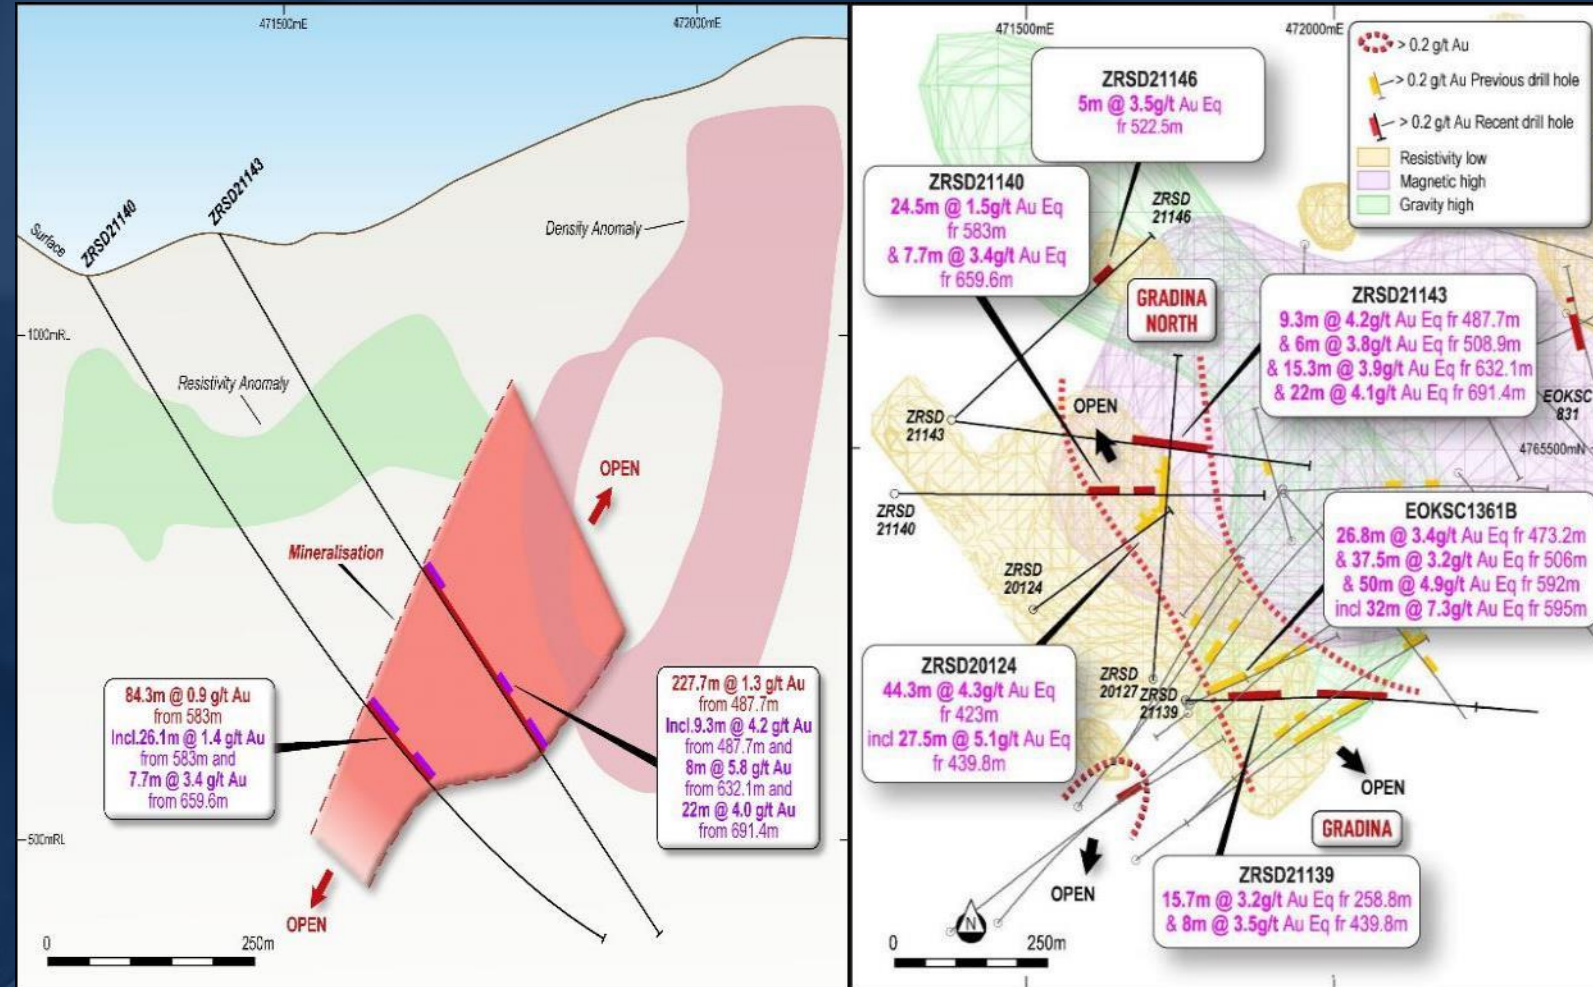 471500mE
472000mE
Surface
ZRSD21140
ZRSD21143
Density Anomaly
1000mRL
Resistivity Anomaly
OPEN
Mineralisation
84.3m @ 0.9 g/t Au
from 583m
Incl.26.1m @ 1.4 g/t Au
from 583m and
7.7m @ 3.4 g/t Au
from 659.6m
227.7m @ 1.3 g/t Au
from 487.7m
Incl.9.3m @ 4.2 g/t Au
from 487.7m and
8m @ 5.8 g/t Au
from 632.1m and
22m @ 4.0 g/t Au
from 691.4m
500mRL
OPEN
0
250m
471500mE
472000mE
> 0.2 g/t Au
> 0.2 g/t Au Previous drill hole
> 0.2 g/t Au Recent drill hole
Resistivity low
Magnetic high
Gravity high
ZRSD21146
5m @ 3.5g/t Au Eq
fr 522.5m
ZRSD21140
24.5m @ 1.5g/t Au Eq
fr 583m
& 7.7m @ 3.4g/t Au Eq
fr 659.6m
ZRSD
21146
GRADINA
NORTH
ZRSD21143
9.3m @ 4.2g/t Au Eq fr 487.7m
& 6m @ 3.8g/t Au Eq fr 508.9m
& 15.3m @ 3.9g/t Au Eq fr 632.1m
& 22m @ 4.1g/t Au Eq fr 691.4m
EOKSC
831
OPEN
ZRSD
21143
4765500mN
ZRSD
21140
EOKSC1361B
26.8m @ 3.4g/t Au Eq fr 473.2m
& 37.5m @ 3.2g/t Au Eq fr 506m
& 50m @ 4.9g/t Au Eq fr 592m
incl 32m @ 7.3g/t Au Eq fr 595m
ZRSD
20124
ZRSD20124
44.3m @ 4.3g/t Au Eq
fr 423m
incl 27.5m @ 5.1g/t Au Eq
fr 439.8m
ZRSD
20127
ZRSD
21139
OPEN
GRADINA
OPEN
ZRSD21139
15.7m @ 3.2g/t Au Eq fr 258.8m
& 8m @ 3.5g/t Au Eq fr 439.8m
N
0
250m